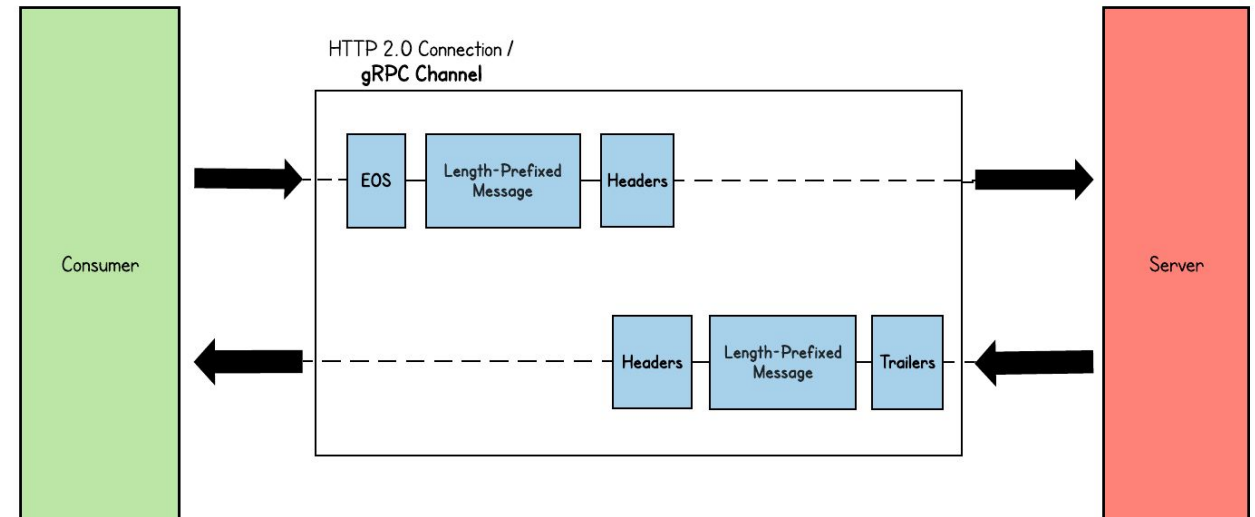 HTTP 2.0 Connection /
gRPC Channel
EOS
Length-Prefixed
Message
Headers
Consumer
Server
Headers
Length-Prefixed
Message
Trailers